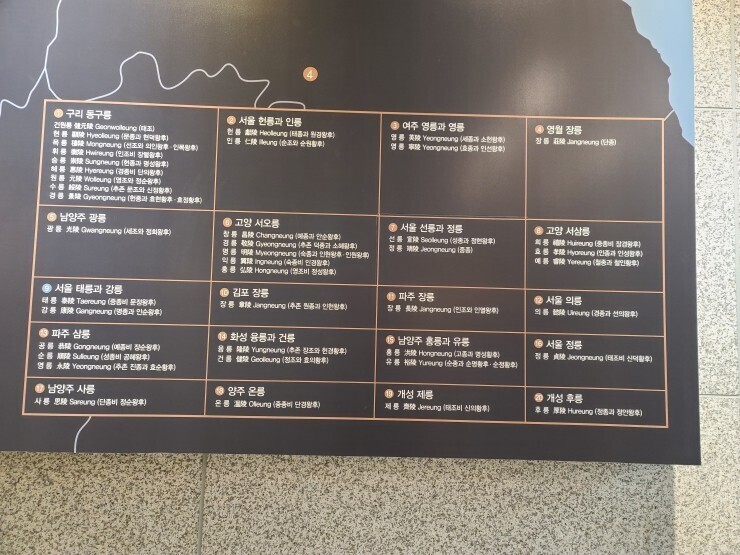 4
1 구리 동구릉
건원릉 健元陵 Geonwolleung (태조)
현 릉 顯陵 Hyeolleung (문종과 현덕왕후)
목 릉 穆陵 Mongneung (선조와 의인왕후·인목왕후)
휘 릉 徽陵 Hwireung (인조비 장렬왕후)
숭 릉 崇陵 Sungneung (현종과 명성왕후)
혜 릉 惠陵 Hyereung (경종비 단의왕후)
원 릉 元陵 Wolleung (영조와 정순왕후)
수 릉 綏陵 Sureung (추존 문조와 신정왕후)
경 릉 景陵 Gyeongneung (헌종과 효현왕후·효정왕후)
2 서울 헌릉과 인릉
헌 릉 獻陵 Heolleung (태종과 원경왕후)
인 릉 仁陵 Illeung (순조와 순원왕후)
3 여주 영릉과 영릉
영 릉 英陵 Yeongneung (세종과 소헌왕후)
영 릉 寧陵 Yeongneung (효종과 인선왕후)
4 영월 장릉
장 릉 莊陵 Jangneung (단종)
5 남양주 광릉
광 릉 光陵 Gwangneung (세조와 정희왕후)
6 고양 서오릉
창 릉 昌陵 Changneung (예종과 안순왕후)
경 릉 敬陵 Gyeongneung (추존 덕종과 소혜왕후)
명 릉 明陵 Myeongneung (숙종과 인현왕후·인원왕후)
익 릉 翼陵 Ingneung (숙종비 인경왕후)
홍 릉 弘陵 Hongneung (영조비 정성왕후)
7 서울 선릉과 정릉
선 릉 宣陵 Seolleung (성종과 정현왕후)
정 릉 靖陵 Jeongneung (중종)
8 고양 서삼릉
희 릉 禧陵 Huireung (중종비 장경왕후)
효 릉 孝陵 Hyoreung (인종과 인성왕후)
예 릉 睿陵 Yereung (철종과 철인왕후)
9 서울 태릉과 강릉
태 릉 泰陵 Taereung (중종비 문정왕후)
강 릉 康陵 Gangneung (명종과 인순왕후)
10 김포 장릉
장 릉 章陵 Jangneung (추존 원종과 인헌왕후)
11 파주 장릉
장 릉 長陵 Jangneung (인조와 인열왕후)
12 서울 의릉
의 릉 懿陵 Uireung (경종과 선의왕후)
13 파주 삼릉
공 릉 恭陵 Gongneung (예종비 장순왕후)
순 릉 順陵 Sulleung (성종비 공혜왕후)
영 릉 永陵 Yeongneung (추존 진종과 효순왕후)
14 화성 융릉과 건릉
융 릉 隆陵 Yungneung (추존 장조와 헌경왕후)
건 릉 健陵 Geolleung (정조와 효의왕후)
15 남양주 홍릉과 유릉
홍 릉 洪陵 Hongneung (고종과 명성왕후)
유 릉 裕陵 Yureung (순종과 순명왕후·순정왕후)
16 서울 정릉
정 릉 貞陵 Jeongneung (태조비 신덕왕후)
17 남양주 사릉
사 릉 思陵 Sareung (단종비 정순왕후)
18 양주 온릉
온 릉 溫陵 Olleung (중종비 단경왕후)
19 개성 제릉
제 릉 齊陵 Jereung (태조비 신의왕후)
20 개성 후릉
후 릉 厚陵 Hureung (정종과 정안왕후)